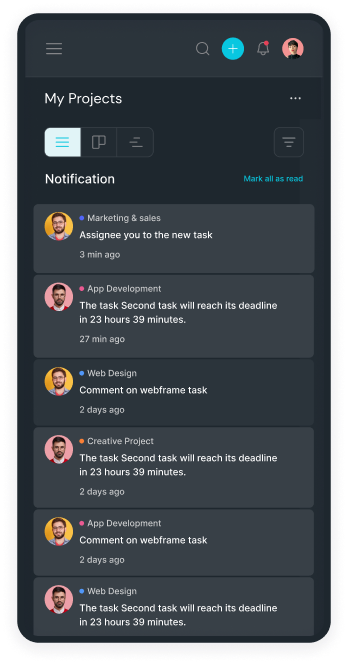 My Projects
Notification
Mark all as read
Marketing & sales
Assignee you to the new task
3 min ago
App Development
The task Second task will reach its deadline
in 23 hours 39 minutes.
27 min ago
Web Design
Comment on webframe task
2 days ago
Creative Project
The task Second task will reach its deadline
in 23 hours 39 minutes.
2 days ago
App Development
Comment on webframe task
2 days ago
Web Design
The task Second task will reach its deadline
in 23 hours 39 minutes.